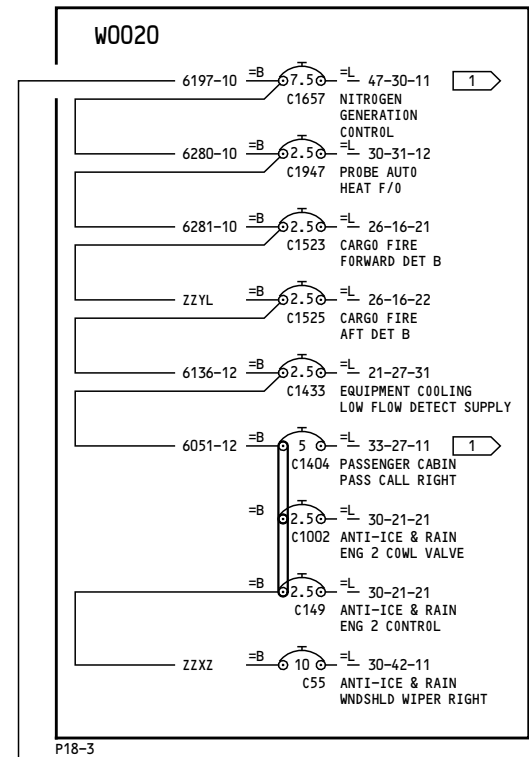 W0020
6197-10 =B 7.5 =L 47-30-11 1
C1657 NITROGEN
GENERATION
CONTROL
6280-10 =B 2.5 =L 30-31-12
C1947 PROBE AUTO
HEAT F/O
6281-10 =B 2.5 =L 26-16-21
C1523 CARGO FIRE
FORWARD DET B
ZZYL =B 2.5 =L 26-16-22
C1525 CARGO FIRE
AFT DET B
6136-12 =B 2.5 =L 21-27-31
C1433 EQUIPMENT COOLING
LOW FLOW DETECT SUPPLY
6051-12 =B 5 =L 33-27-11 1
C1404 PASSENGER CABIN
PASS CALL RIGHT
=B 2.5 =L 30-21-21
C1002 ANTI-ICE & RAIN
ENG 2 COWL VALVE
=B 2.5 =L 30-21-21
C149 ANTI-ICE & RAIN
ENG 2 CONTROL
ZZXZ =B 10 =L 30-42-11
C55 ANTI-ICE & RAIN
WNDSHLD WIPER RIGHT
P18-3